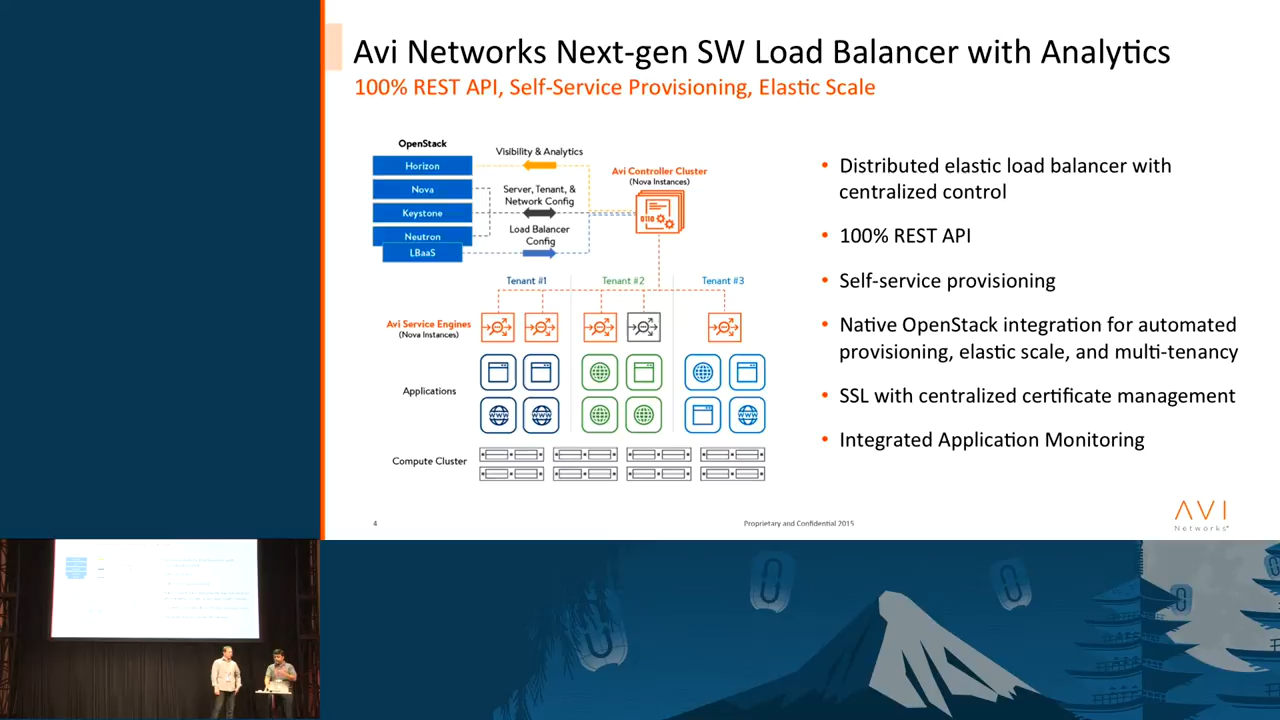 Avi Networks Next-gen SW Load Balancer with Analytics
100% REST API, Self-Service Provisioning, Elastic Scale
OpenStack
Horizon
Nova
Keystone
Neutron
LBaaS
Visibility & Analytics
Server, Tenant, &
Network Config
Load Balancer
Config
Avi Controller Cluster
(Nova Instances)
0110
Tenant #1
Tenant #2
Tenant #3
Avi Service Engines
(Nova Instances)
Applications
WWW
WWW
Compute Cluster
• Distributed elastic load balancer with
centralized control
• 100% REST API
• Self-service provisioning
• Native OpenStack integration for automated
provisioning, elastic scale, and multi-tenancy
• SSL with centralized certificate management
• Integrated Application Monitoring
4
Proprietary and Confidential 2015
AVI
Networks